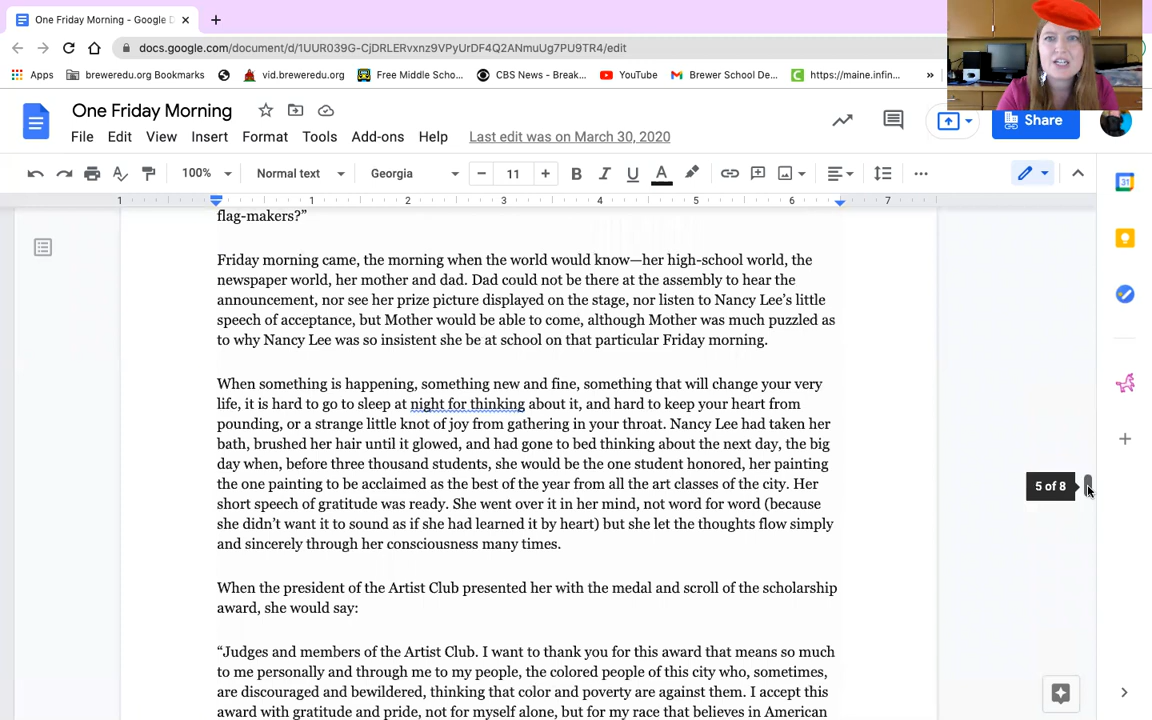 One Friday Morning - Google D
docs.google.com/document/d/1UUR039G-CjDRLERvxnz9VPyUrDF4Q2ANmuUg7PU9TR4/edit
Apps breweredu.org Bookmarks vid.breweredu.org Free Middle Scho... CBS News - Break... YouTube Brewer School De... https://maine.infin... »
One Friday Morning
File Edit View Insert Format Tools Add-ons Help Last edit was on March 30, 2020
Share
100% Normal text Georgia 11 B I U A
1 1 2 3 4 5 6 7
31
flag-makers?”
Friday morning came, the morning when the world would know—her high-school world, the
newspaper world, her mother and dad. Dad could not be there at the assembly to hear the
announcement, nor see her prize picture displayed on the stage, nor listen to Nancy Lee’s little
speech of acceptance, but Mother would be able to come, although Mother was much puzzled as
to why Nancy Lee was so insistent she be at school on that particular Friday morning.
When something is happening, something new and fine, something that will change your very
life, it is hard to go to sleep at night for thinking about it, and hard to keep your heart from
pounding, or a strange little knot of joy from gathering in your throat. Nancy Lee had taken her
bath, brushed her hair until it glowed, and had gone to bed thinking about the next day, the big
day when, before three thousand students, she would be the one student honored, her painting
the one painting to be acclaimed as the best of the year from all the art classes of the city. Her
short speech of gratitude was ready. She went over it in her mind, not word for word (because
she didn’t want it to sound as if she had learned it by heart) but she let the thoughts flow simply
and sincerely through her consciousness many times.
5 of 8
When the president of the Artist Club presented her with the medal and scroll of the scholarship
award, she would say:
“Judges and members of the Artist Club. I want to thank you for this award that means so much
to me personally and through me to my people, the colored people of this city who, sometimes,
are discouraged and bewildered, thinking that color and poverty are against them. I accept this
award with gratitude and pride, not for myself alone, but for my race that believes in American